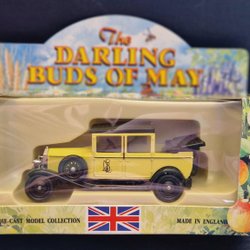 The
DARLING
BUDS OF MAY
DIE-CAST MODEL COLLECTION
MADE IN ENGLAND